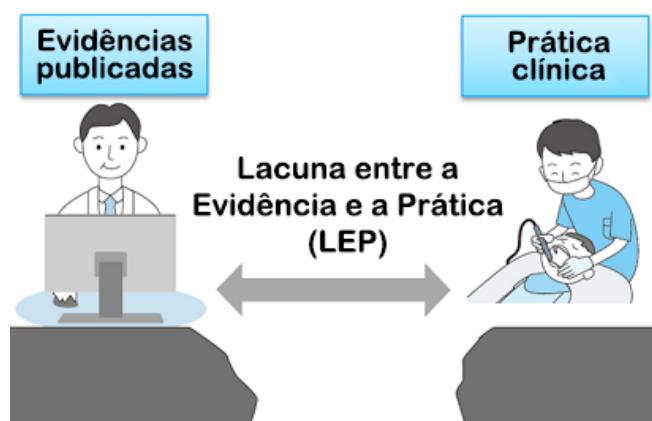 Evidências
publicadas
Prática
clínica
Lacuna entre a
Evidência e a Prática
(LEP)